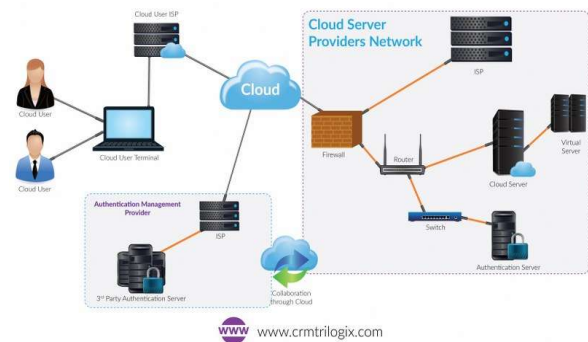 Cloud User ISP
Cloud Server
Providers Network
ISP
Cloud
Cloud User
Cloud User Terminal
Cloud User
Firewall
Router
Virtual
Server
Cloud Server
Authentication Management
Provider
ISP
Switch
Authentication Server
3rd Party Authentication Server
Collaboration
through Cloud
www www.crmtrilogix.com